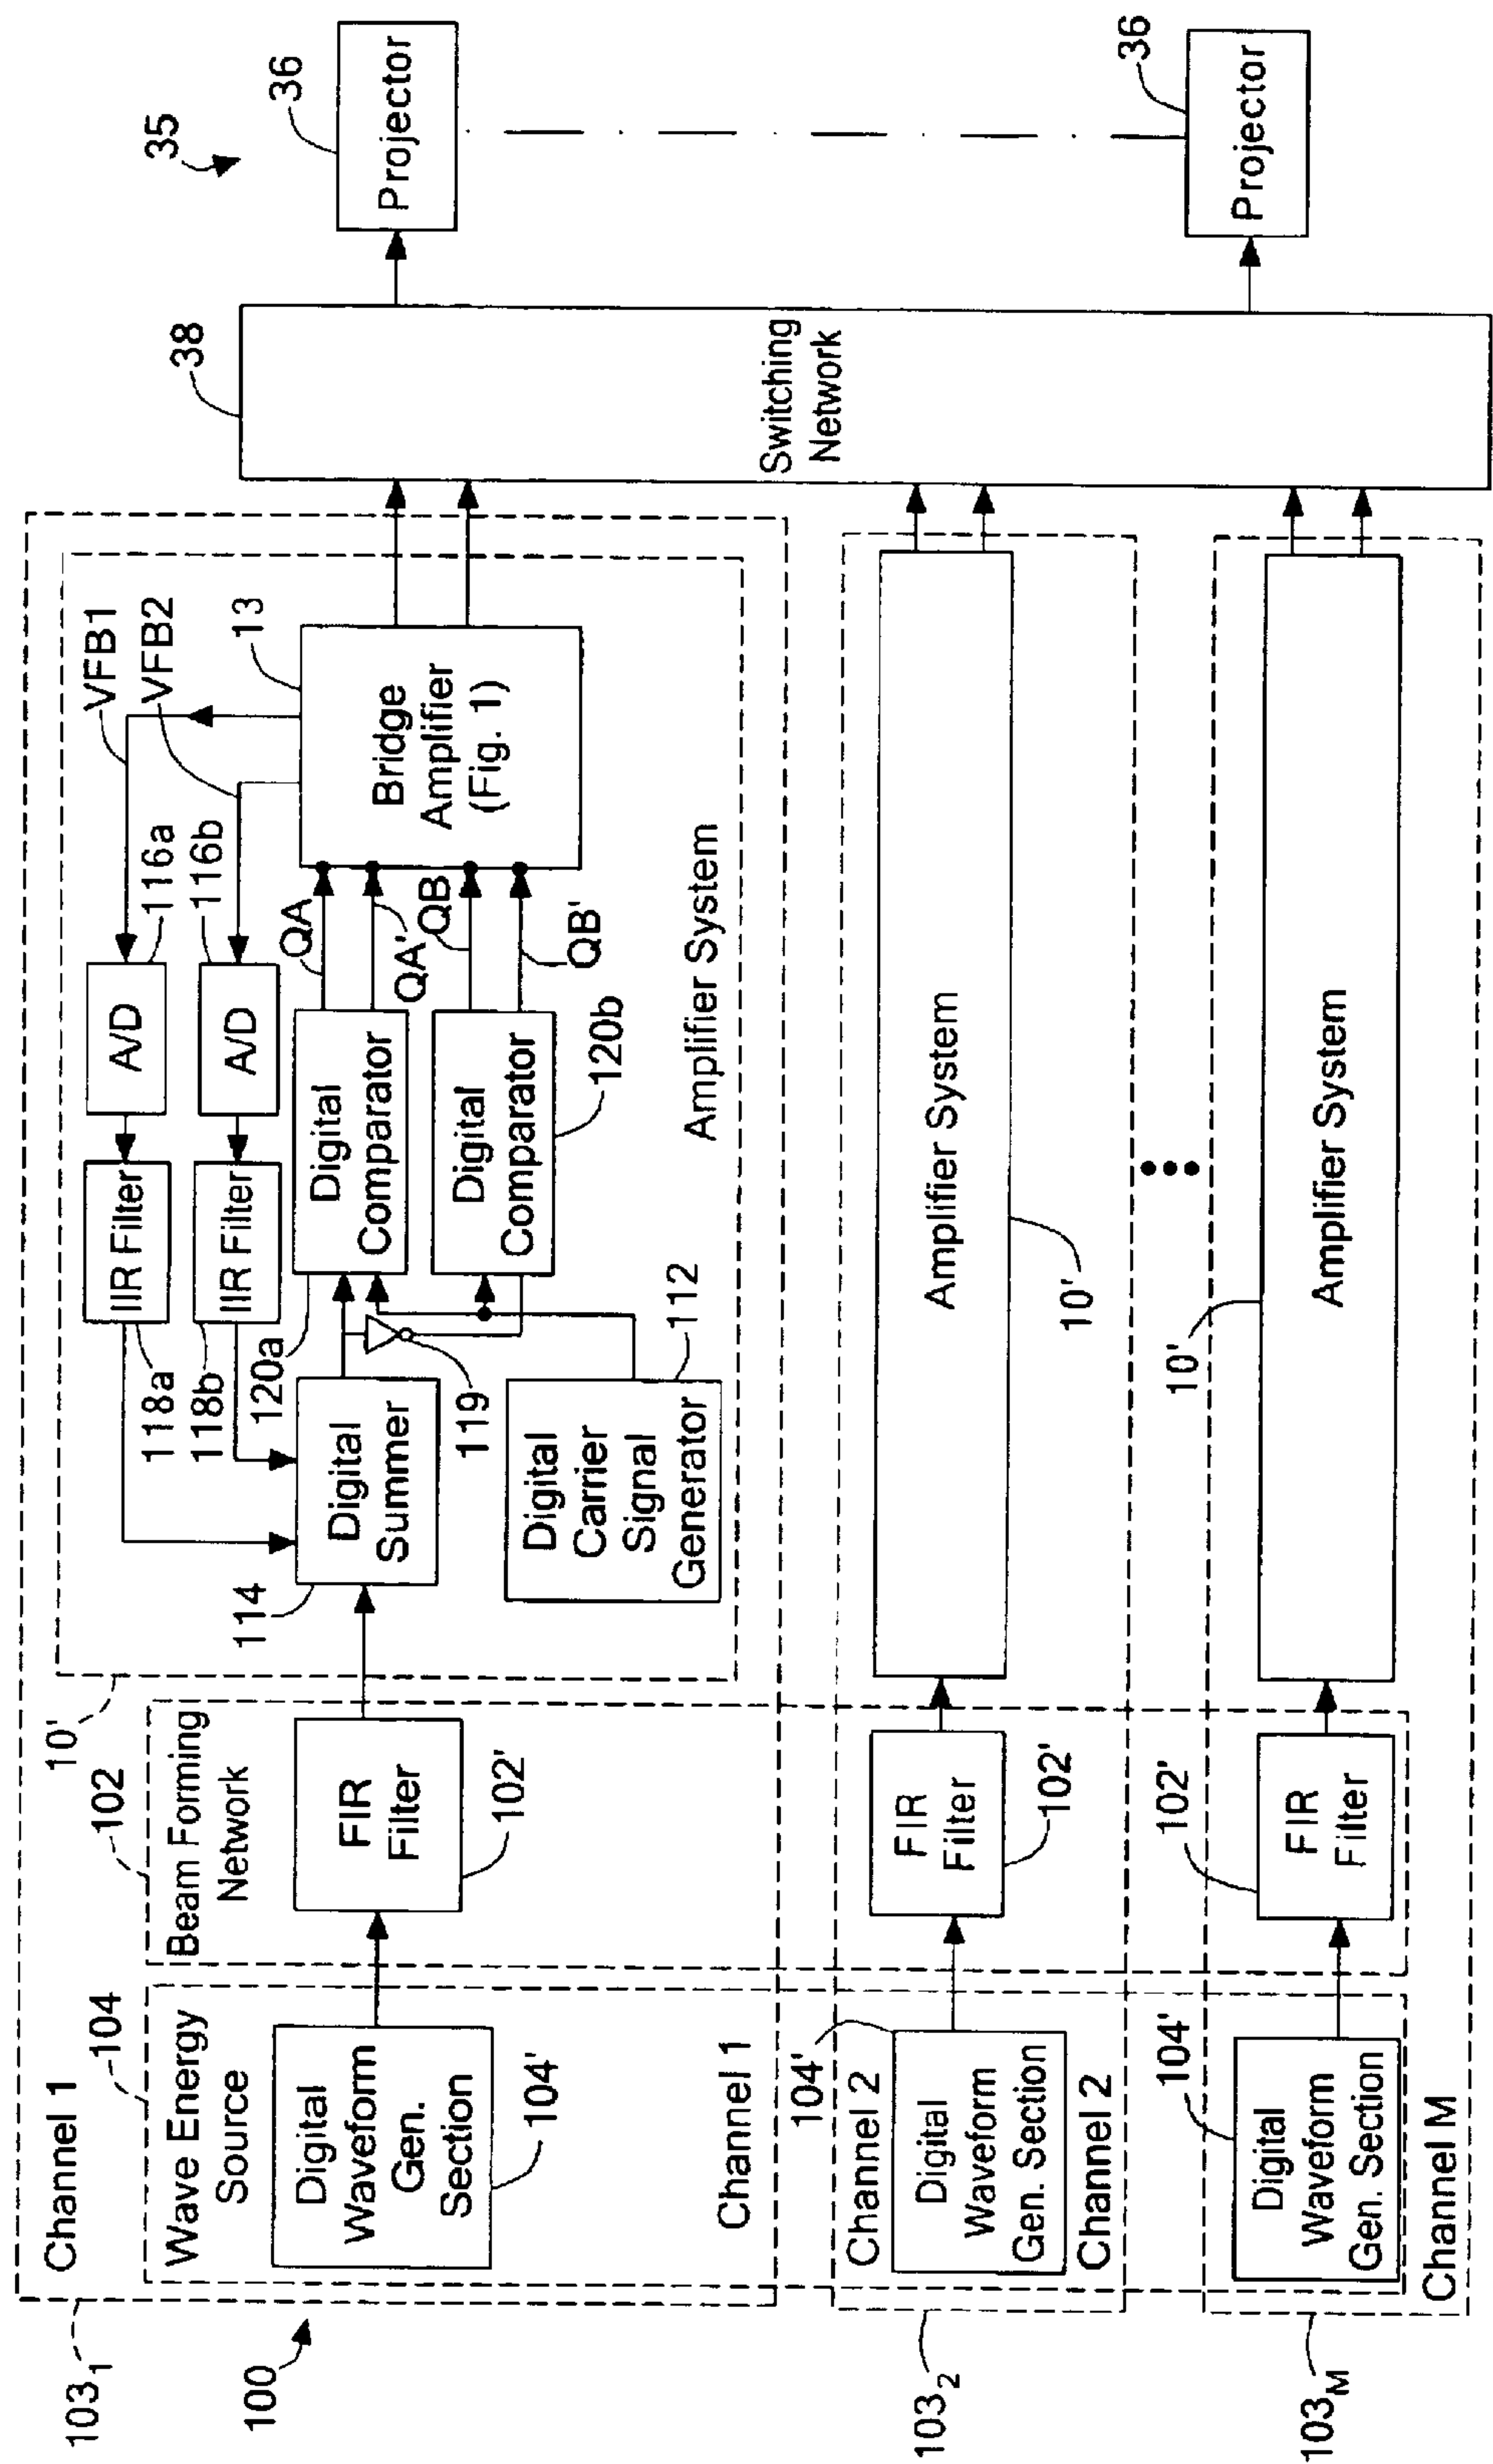 35
36
Projector
36
Projector
38
Switching
Network
Channel 1
103₁
100
104
Wave Energy
Source
Digital
Waveform
Gen.
Section
104'
Channel 1
102
Beam Forming
Network
FIR
Filter
102'
10'
114
Digital
Summer
118a
118b
IIR Filter
IIR Filter
116a
116b
A/D
A/D
VFB1
VFB2
13
Bridge
Amplifier
(Fig. 1)
119
Digital
Carrier
Signal
Generator
112
120a
Digital
Comparator
Digital
Comparator
120b
QA
QA'
QB
QB'
Amplifier System
103₂
Channel 2
104'
Digital
Waveform
Gen. Section
Channel 2
FIR
Filter
102'
Amplifier System
10'
103M
104'
Digital
Waveform
Gen. Section
Channel M
102'
FIR
Filter
10'
Amplifier System